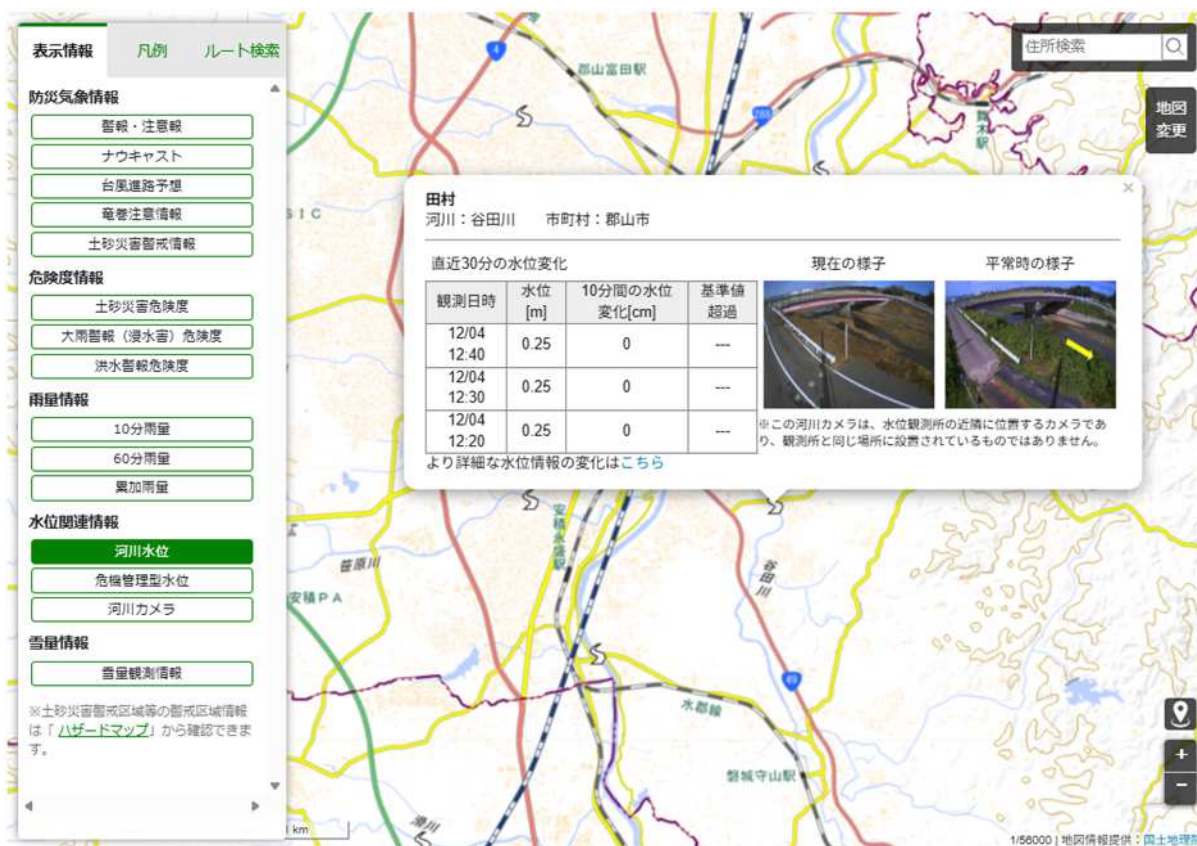 表示情報
凡例
ルート検索
防災気象情報
警報・注意報
ナウキャスト
台風進路予想
竜巻注意情報
土砂災害警戒情報
危険度情報
土砂災害危険度
大雨警報（浸水害）危険度
洪水警報危険度
雨量情報
10分雨量
60分雨量
累加雨量
水位関連情報
河川水位
危機管理型水位
河川カメラ
雪量情報
雪量観測情報
※土砂災害警戒区域等の警戒区域情報
は「ハザードマップ」から確認できま
す。
住所検索
地図
変更
4
郡山富田駅
288
舞木駅
SIC
田村
河川：谷田川 市町村：郡山市
直近30分の水位変化
現在の様子
平常時の様子
観測日時 水位[m] 10分間の水位変化[cm] 基準値超過
12/04 12:40 0.25 0 ---
12/04 12:30 0.25 0 ---
12/04 12:20 0.25 0 ---
※この河川カメラは、水位観測所の近隣に位置するカメラであ
り、観測所と同じ場所に設置されているものではありません。
より詳細な水位情報の変化はこちら
安積永盛駅
笹原川
安積PA
谷田川
49
水郡線
磐城守山駅
滑川
km
+
−
1/56000 | 地図情報提供：国土地理院